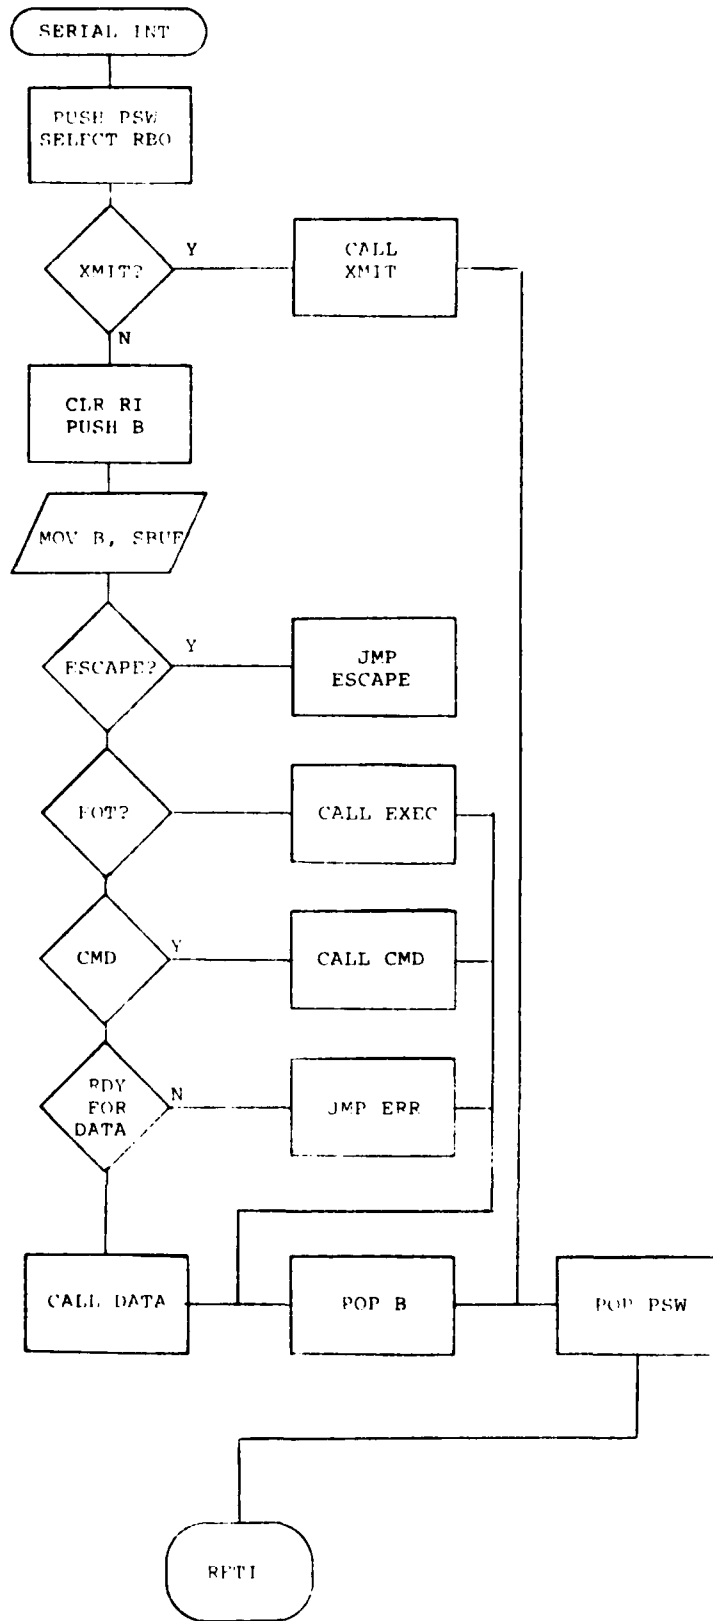 SERIAL INT
PUSH PSW
SELECT RB0
XMIT?
Y
CALL
XMIT
N
CLR RI
PUSH B
MOV B, SBUF
ESCAPE?
Y
JMP
ESCAPE
EOT?
CALL EXEC
CMD
Y
CALL CMD
RDY
FOR
DATA
N
JMP ERR
CALL DATA
POP B
POP PSW
RETI